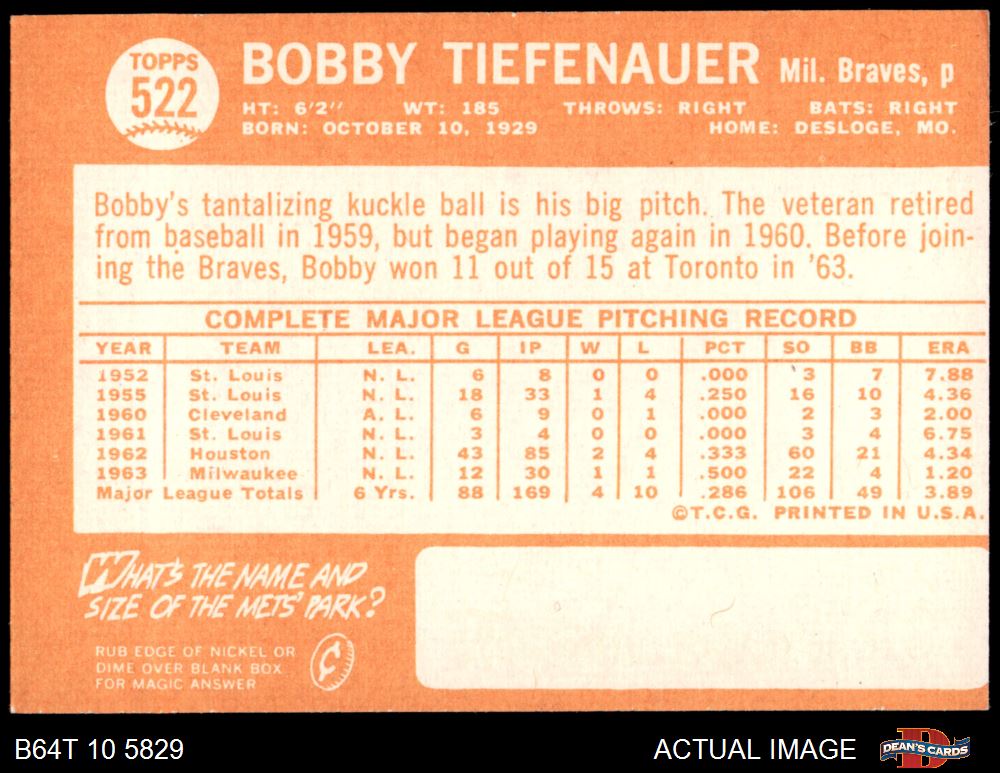 TOPPS
522
BOBBY TIEFENAUER Mil. Braves, p
HT: 6'2" WT: 185 THROWS: RIGHT BATS: RIGHT
BORN: OCTOBER 10, 1929 HOME: DESLOGE, MO.
Bobby's tantalizing kuckle ball is his big pitch. The veteran retired
from baseball in 1959, but began playing again in 1960. Before join-
ing the Braves, Bobby won 11 out of 15 at Toronto in '63.
COMPLETE MAJOR LEAGUE PITCHING RECORD
YEAR TEAM LEA. G IP W L PCT SO BB ERA
1952 St. Louis N. L. 6 8 0 0 .000 3 7 7.88
1955 St. Louis N. L. 18 33 1 4 .250 16 10 4.36
1960 Cleveland A. L. 6 9 0 1 .000 2 3 2.00
1961 St. Louis N. L. 3 4 0 0 .000 3 4 6.75
1962 Houston N. L. 43 85 2 4 .333 60 21 4.34
1963 Milwaukee N. L. 12 30 1 1 .500 22 4 1.20
Major League Totals 6 Yrs. 88 169 4 10 .286 106 49 3.89
©T.C.G. PRINTED IN U.S.A.
WHAT'S THE NAME AND
SIZE OF THE METS' PARK?
RUB EDGE OF NICKEL OR
DIME OVER BLANK BOX
FOR MAGIC ANSWER
¢
B64T 10 5829 ACTUAL IMAGE DEAN'S CARDS